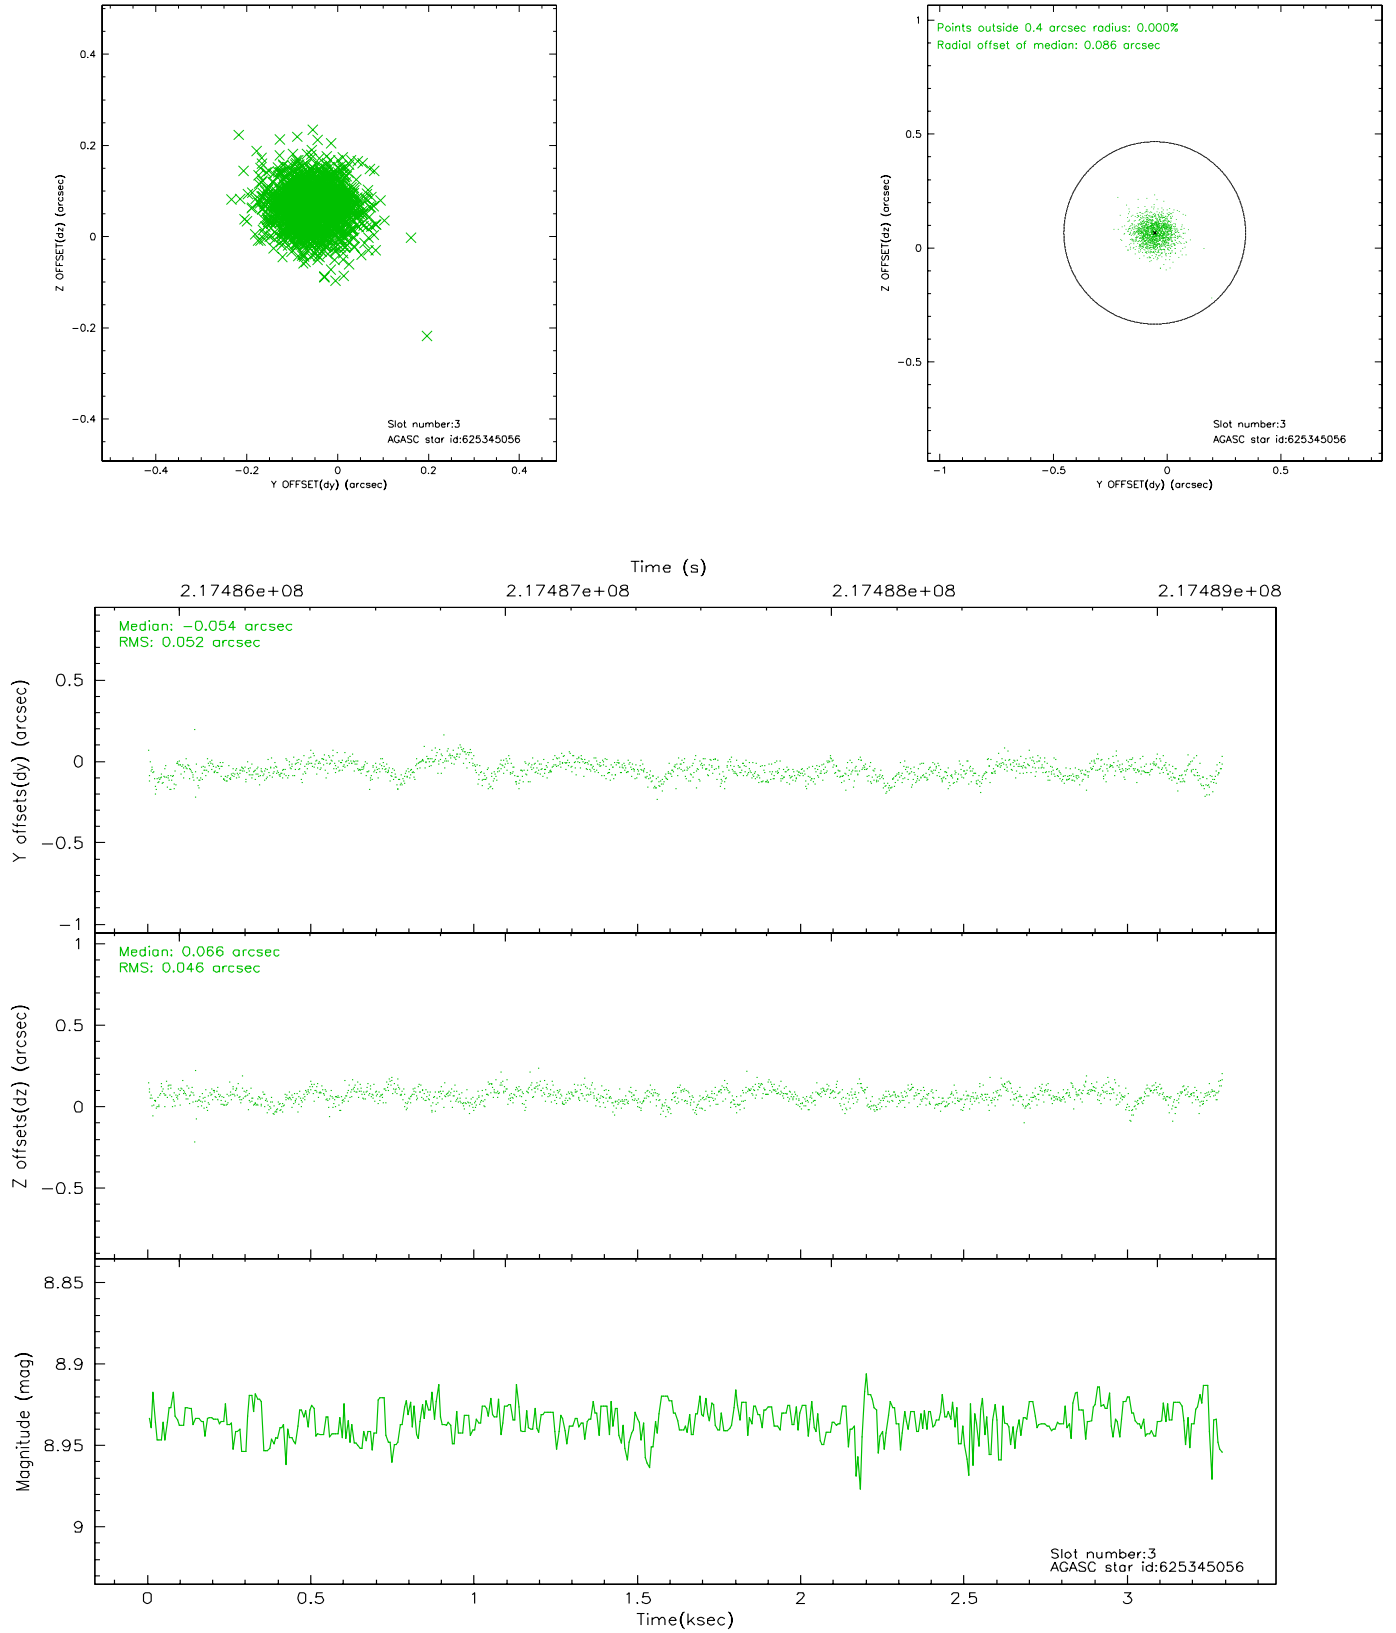 0.4
0.2
0
−0.2
−0.4
Z OFFSET(dz) (arcsec)
Slot number:3
AGASC star id:625345056
−0.4 −0.2 0 0.2 0.4
Y OFFSET(dy) (arcsec)
Points outside 0.4 arcsec radius: 0.000%
Radial offset of median: 0.086 arcsec
1
0.5
0
−0.5
Z OFFSET(dz) (arcsec)
Slot number:3
AGASC star id:625345056
−1 −0.5 0 0.5
Y OFFSET(dy) (arcsec)
Time (s)
2.17486e+08 2.17487e+08 2.17488e+08 2.17489e+08
Median: −0.054 arcsec
RMS: 0.052 arcsec
0.5
0
−0.5
−1
Y offsets(dy) (arcsec)
Median: 0.066 arcsec
RMS: 0.046 arcsec
1
0.5
0
−0.5
Z offsets(dz) (arcsec)
8.85
8.9
8.95
9
Magnitude (mag)
Slot number:3
AGASC star id:625345056
0 0.5 1 1.5 2 2.5 3
Time(ksec)